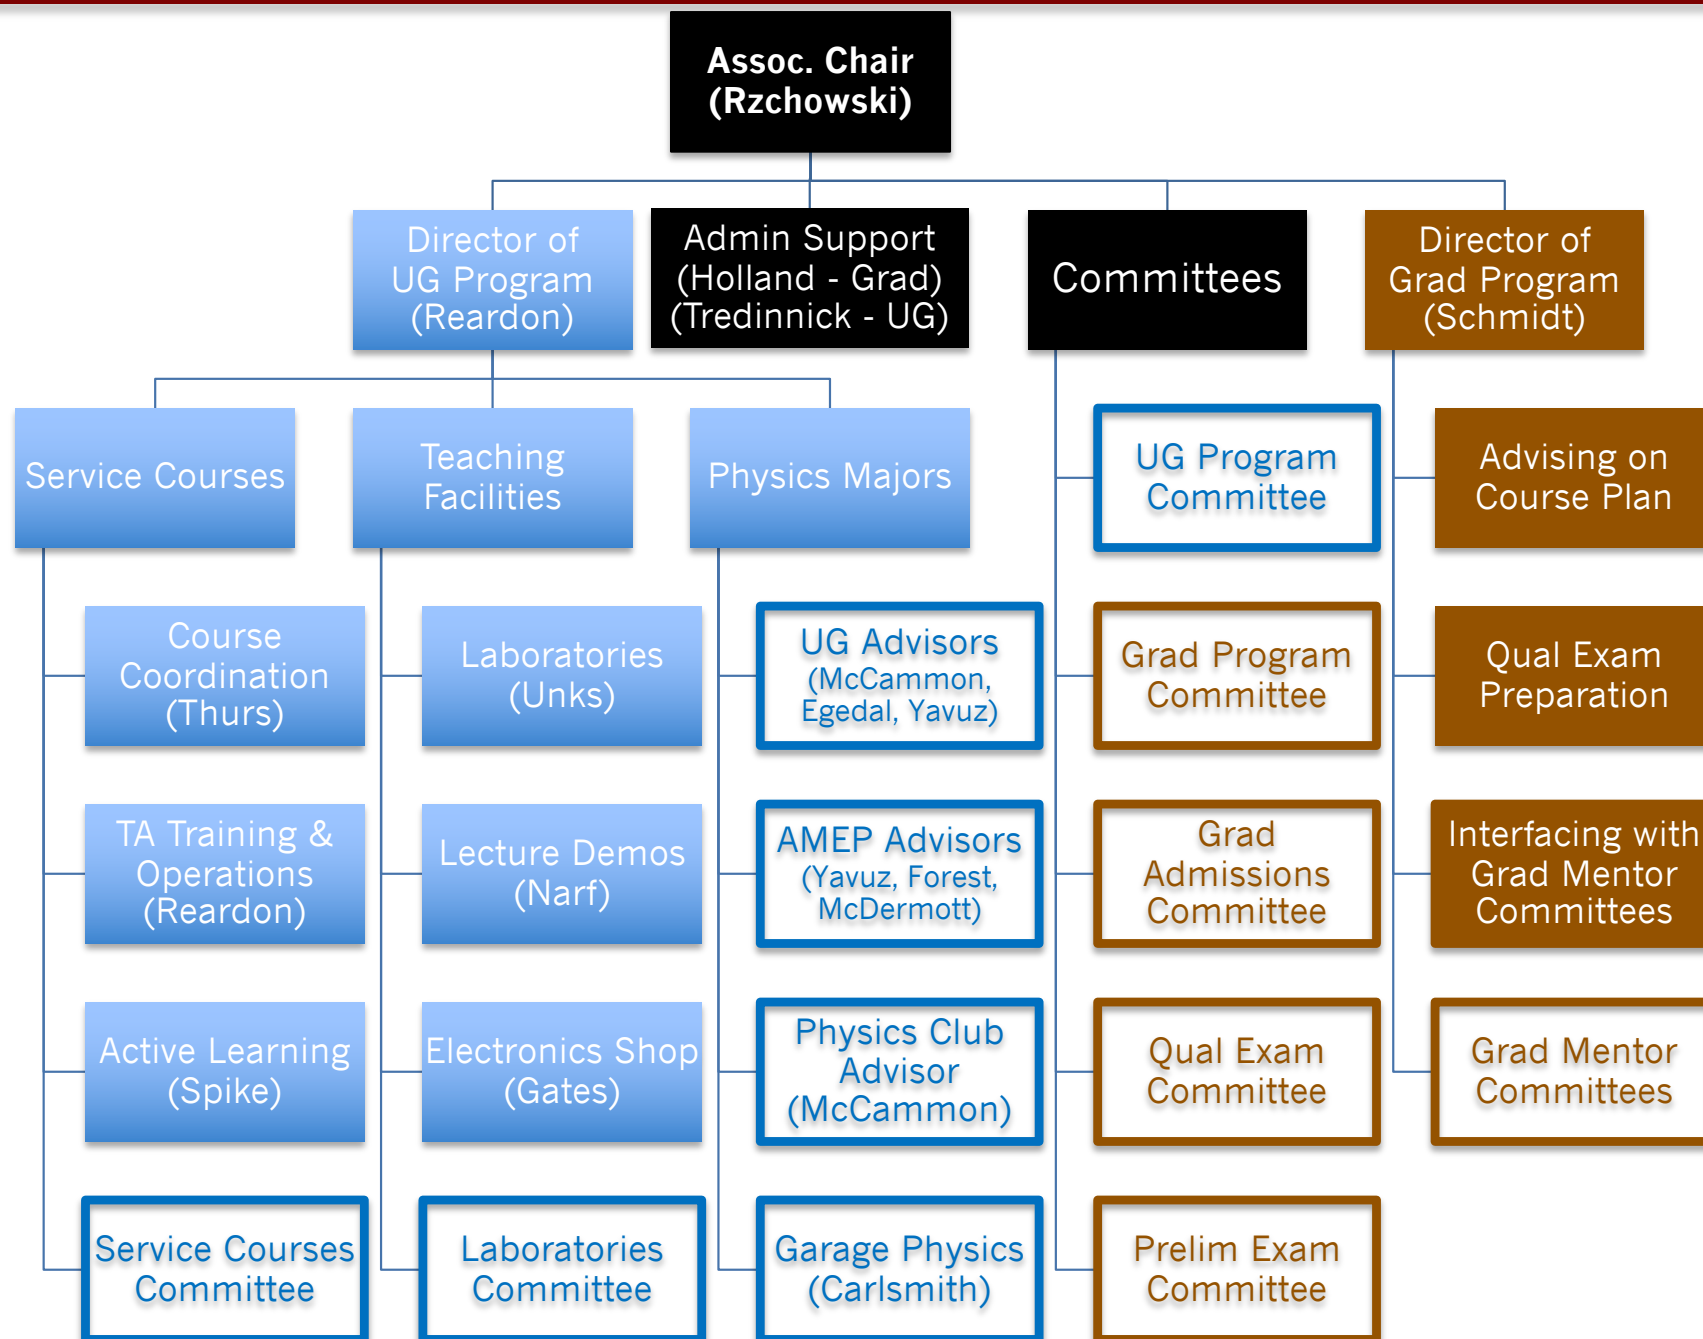 Assoc. Chair
(Rzchowski)
Director of
UG Program
(Reardon)
Admin Support
(Holland - Grad)
(Tredinnick - UG)
Committees
Director of
Grad Program
(Schmidt)
Service Courses
Teaching
Facilities
Physics Majors
UG Program
Committee
Advising on
Course Plan
Course
Coordination
(Thurs)
Laboratories
(Unks)
UG Advisors
(McCammon,
Egedal, Yavuz)
Grad Program
Committee
Qual Exam
Preparation
TA Training &
Operations
(Reardon)
Lecture Demos
(Narf)
AMEP Advisors
(Yavuz, Forest,
McDermott)
Grad
Admissions
Committee
Interfacing with
Grad Mentor
Committees
Active Learning
(Spike)
Electronics Shop
(Gates)
Physics Club
Advisor
(McCammon)
Qual Exam
Committee
Grad Mentor
Committees
Service Courses
Committee
Laboratories
Committee
Garage Physics
(Carlsmith)
Prelim Exam
Committee